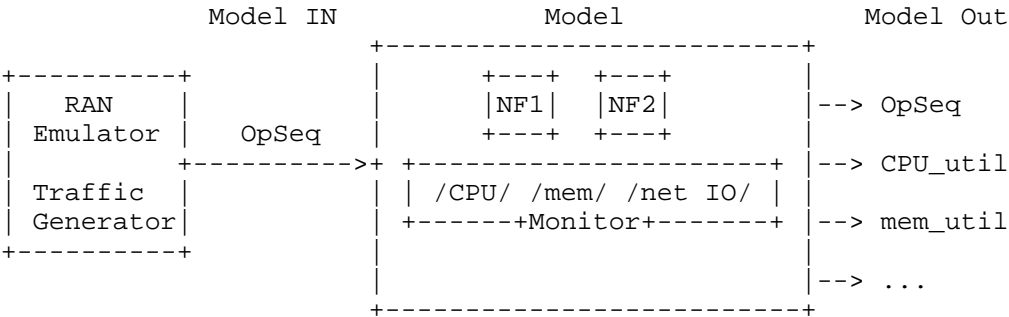 Model IN Model Model Out
RAN |NF1| |NF2| --> OpSeq
Emulator OpSeq
--> CPU_util
Traffic /CPU/ /mem/ /net IO/
Generator Monitor --> mem_util
--> ...